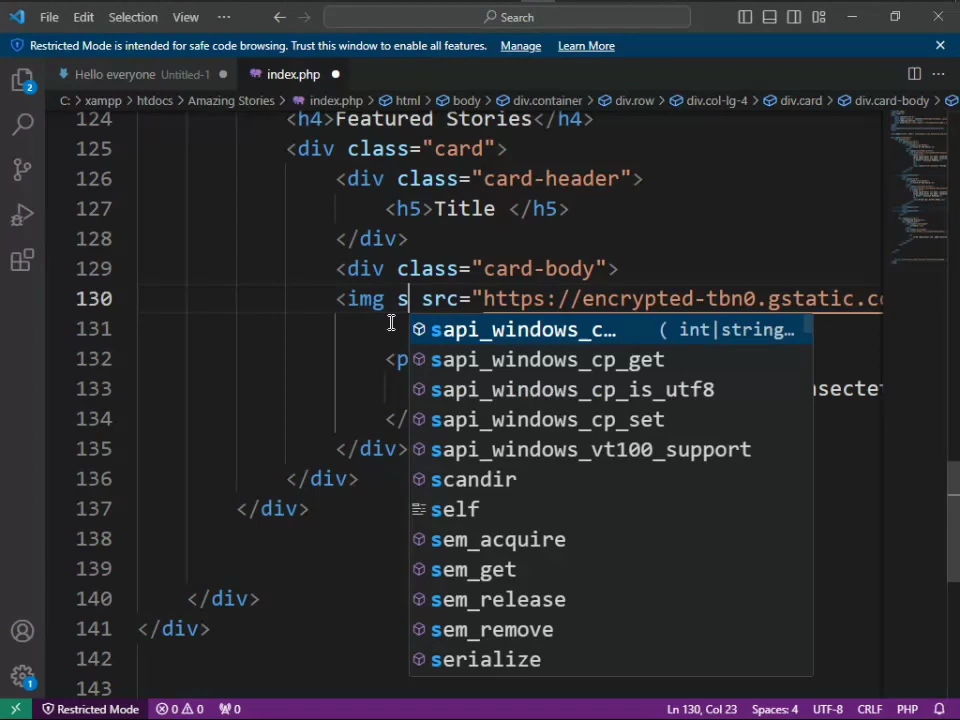 File Edit Selection View ··· Search
Restricted Mode is intended for safe code browsing. Trust this window to enable all features. Manage Learn More
2
Hello everyone Untitled-1 index.php
C: > xampp > htdocs > Amazing Stories > index.php > html > body > div.container > div.row > div.col-lg-4 > div.card > div.card-body >
124 <h4>Featured Stories</h4>
125 <div class="card">
126 <div class="card-header">
127 <h5>Title </h5>
128 </div>
129 <div class="card-body">
130 <img s src="https://encrypted-tbn0.gstatic.co
131 sapi_windows_c… ( int|string…
sapi_windows_cp_get
132 <p
133 sapi_windows_cp_is_utf8 nsectet
134 </ sapi_windows_cp_set
135 </div> sapi_windows_vt100_support
136 </div> scandir
137 </div> self
138 sem_acquire
139 sem_get
140 </div> sem_release
141 </div> sem_remove
142 serialize
143
1
Restricted Mode 0 0 0 Ln 130, Col 23 Spaces: 4 UTF-8 CRLF PHP